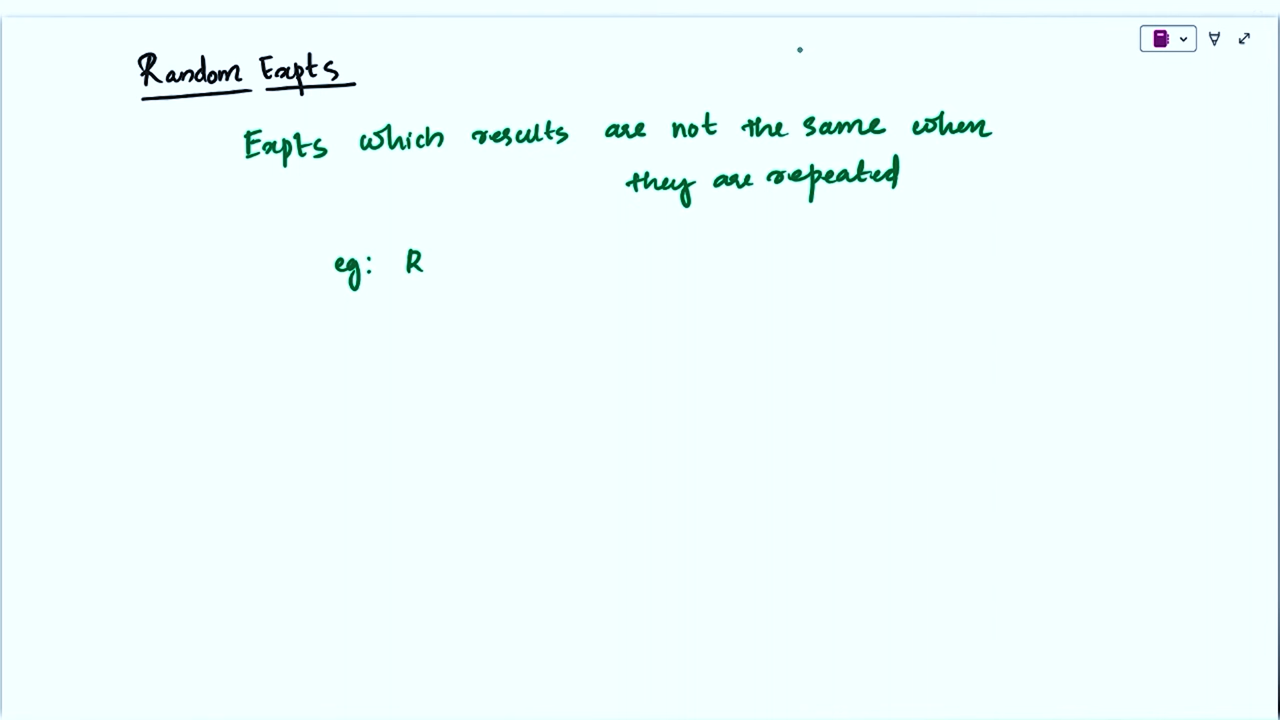 Random Expts
Expts which results are not the same when
they are repeated
eg: R